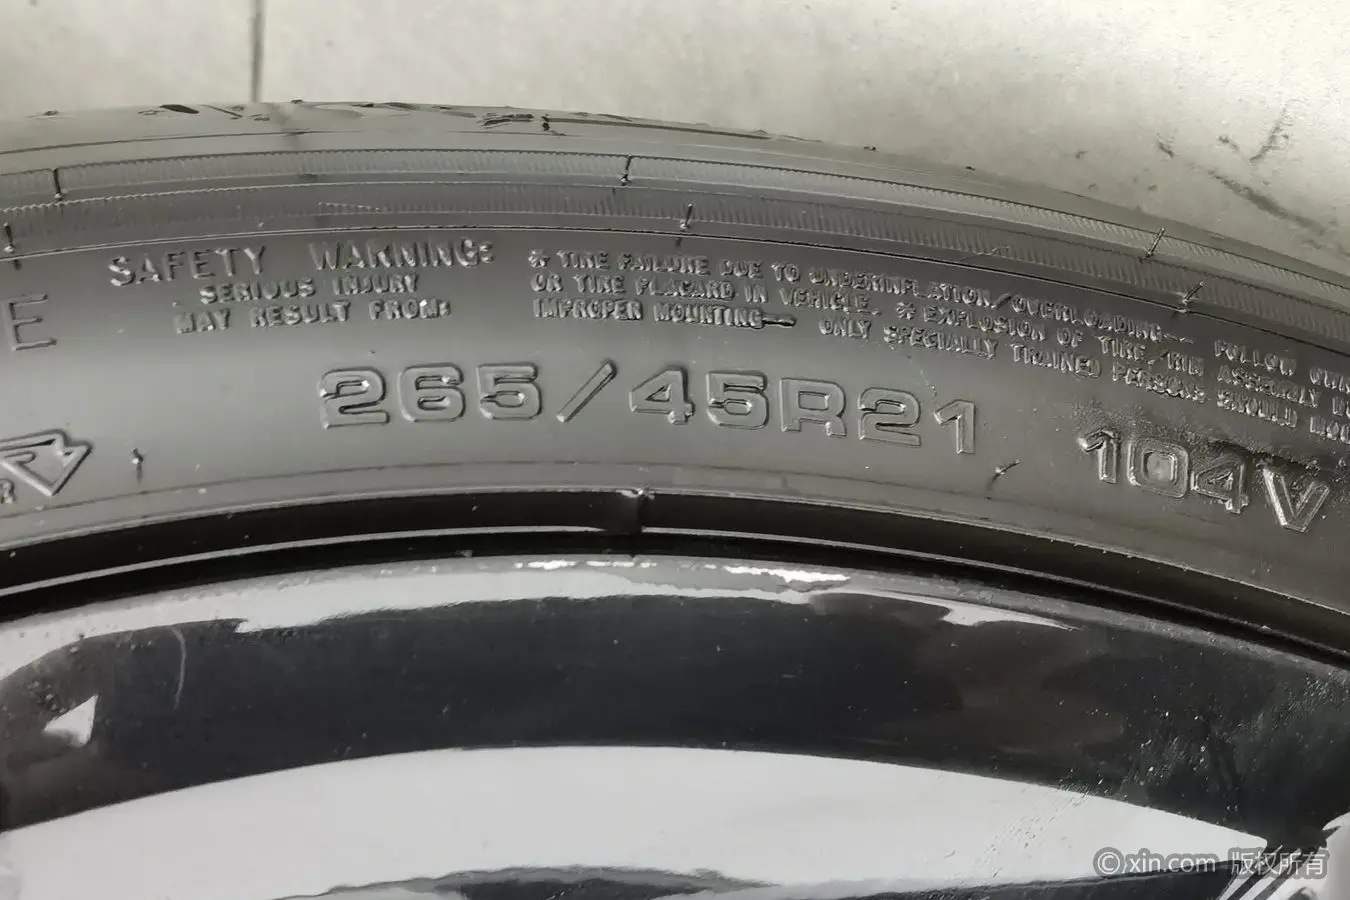 SAFETY WARNING:
SERIOUS INJURY
MAY RESULT FROM:
* TIRE FAILURE DUE TO UNDERINFLATION/OVERLOADING— FOLLOW
OR TIRE PLACARD IN VEHICLE. * EXPLOSION OF TIRE/RIM ASSEMBLY
IMPROPER MOUNTING— ONLY SPECIALLY TRAINED PERSONS SHOULD
E
265/45R21
104V
R
©xin.com 版权所有